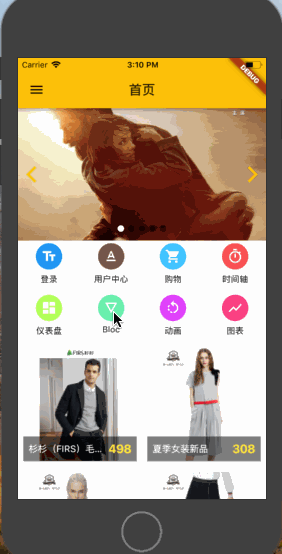 Carrier 3:10 PM
DEBUG
首页
登录 用户中心 购物 时间轴
仪表盘 Bloc 动画 图表
FIRS杉杉
杉杉（FIRS）毛... 498
夏季女装新品 308